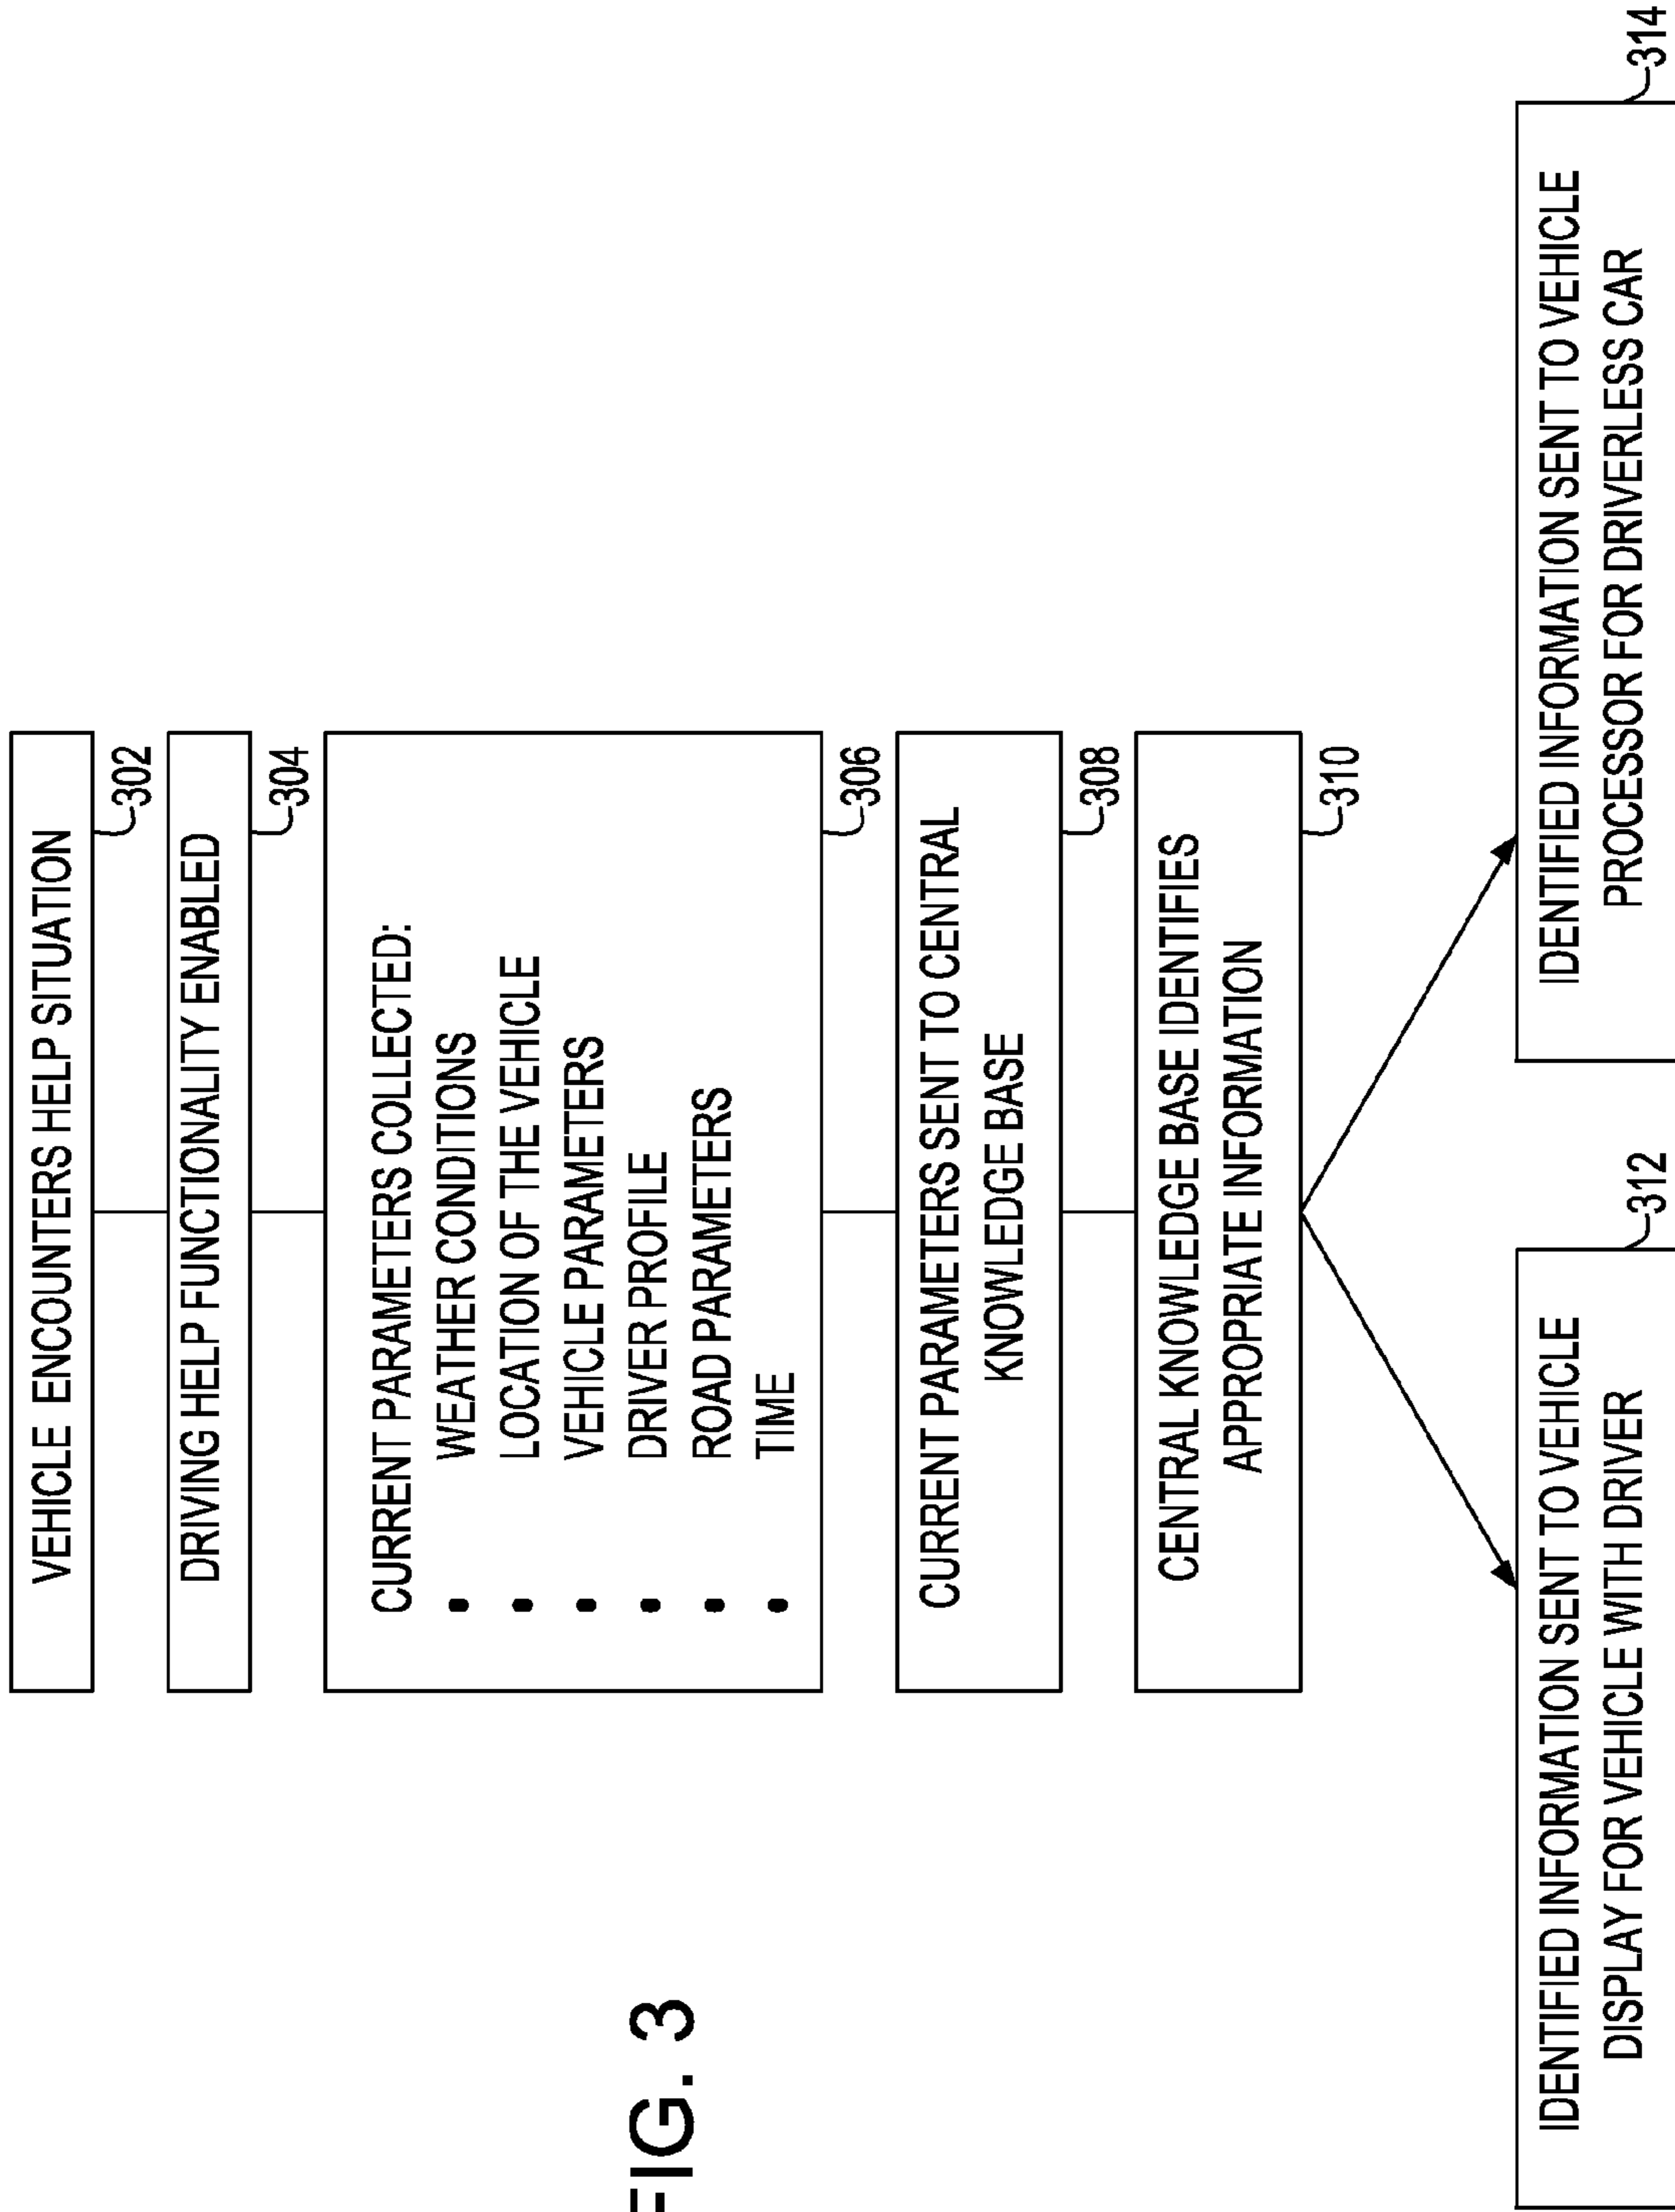 VEHICLE ENCOUNTERS HELP SITUATION
302
DRIVING HELP FUNCTIONALITY ENABLED
304
CURRENT PARAMETERS COLLECTED:
• WEATHER CONDITIONS
• LOCATION OF THE VEHICLE
• VEHICLE PARAMETERS
• DRIVER PROFILE
• ROAD PARAMETERS
• TIME
306
CURRENT PARAMETERS SENT TO CENTRAL
KNOWLEDGE BASE
308
CENTRAL KNOWLEDGE BASE IDENTIFIES
APPROPRIATE INFORMATION
310
IDENTIFIED INFORMATION SENT TO VEHICLE
DISPLAY FOR VEHICLE WITH DRIVER
312
IDENTIFIED INFORMATION SENT TO VEHICLE
PROCESSOR FOR DRIVERLESS CAR
314
FIG. 3